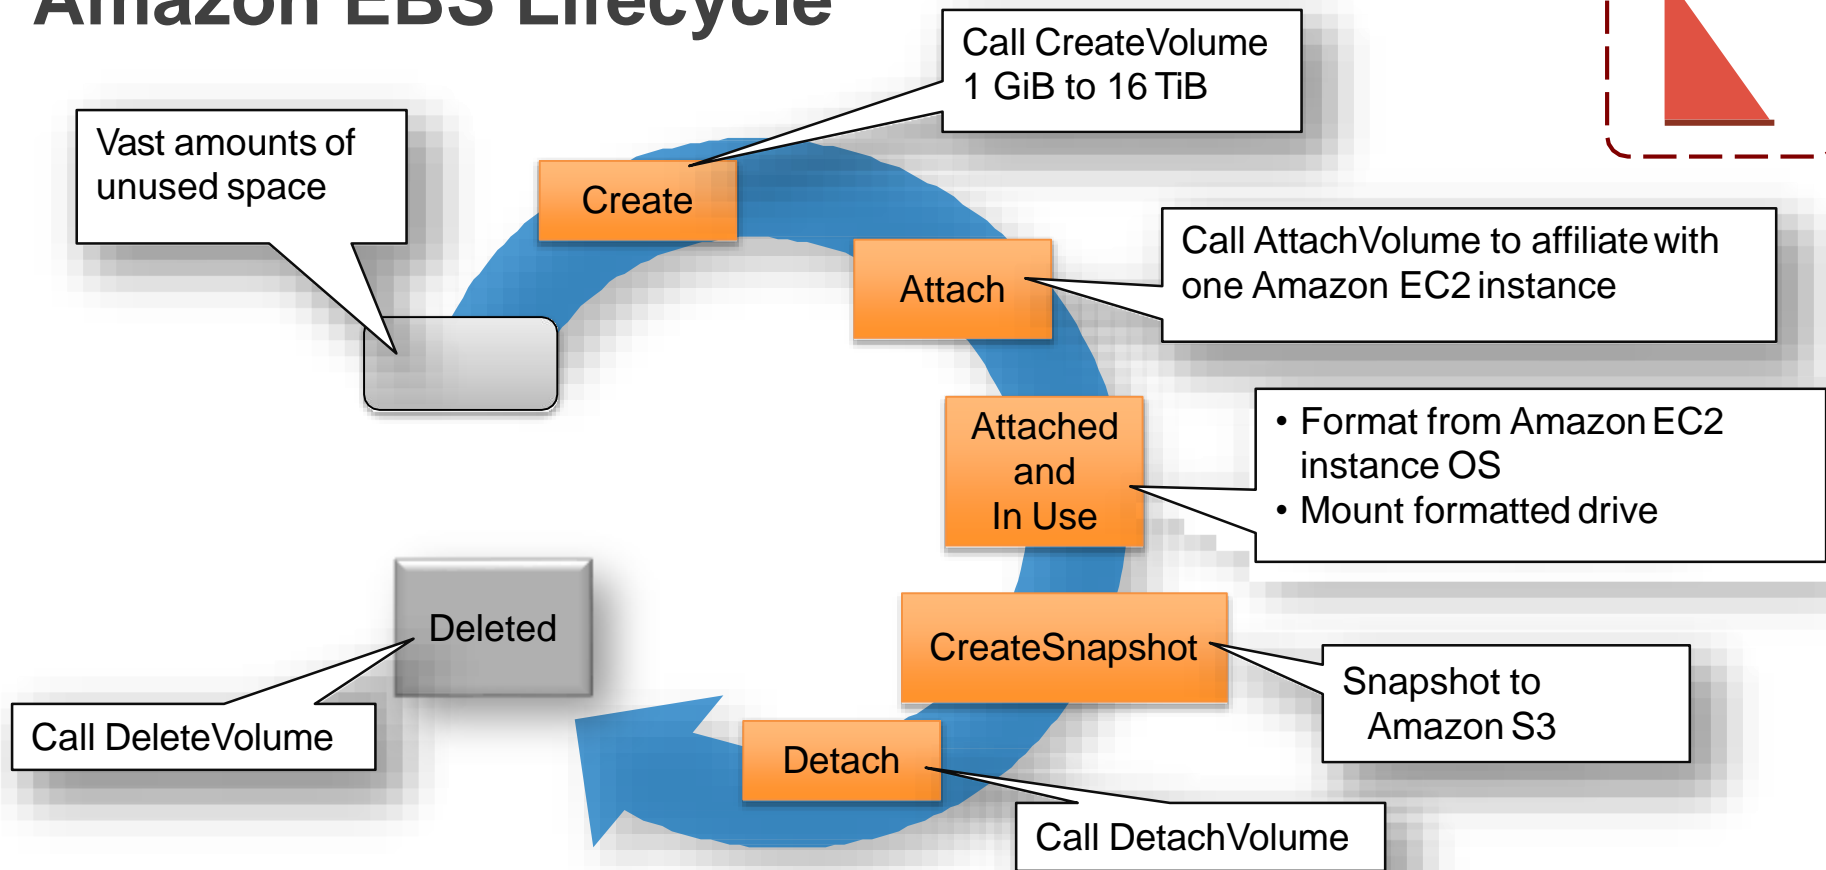 Amazon EBS Lifecycle
Call CreateVolume
1 GiB to 16 TiB
Vast amounts of
unused space
Create
Call AttachVolume to affiliate with
one Amazon EC2 instance
Attach
Attached
and
In Use
• Format from Amazon EC2
instance OS
• Mount formatted drive
CreateSnapshot
Snapshot to
Amazon S3
Deleted
Call DeleteVolume
Detach
Call DetachVolume